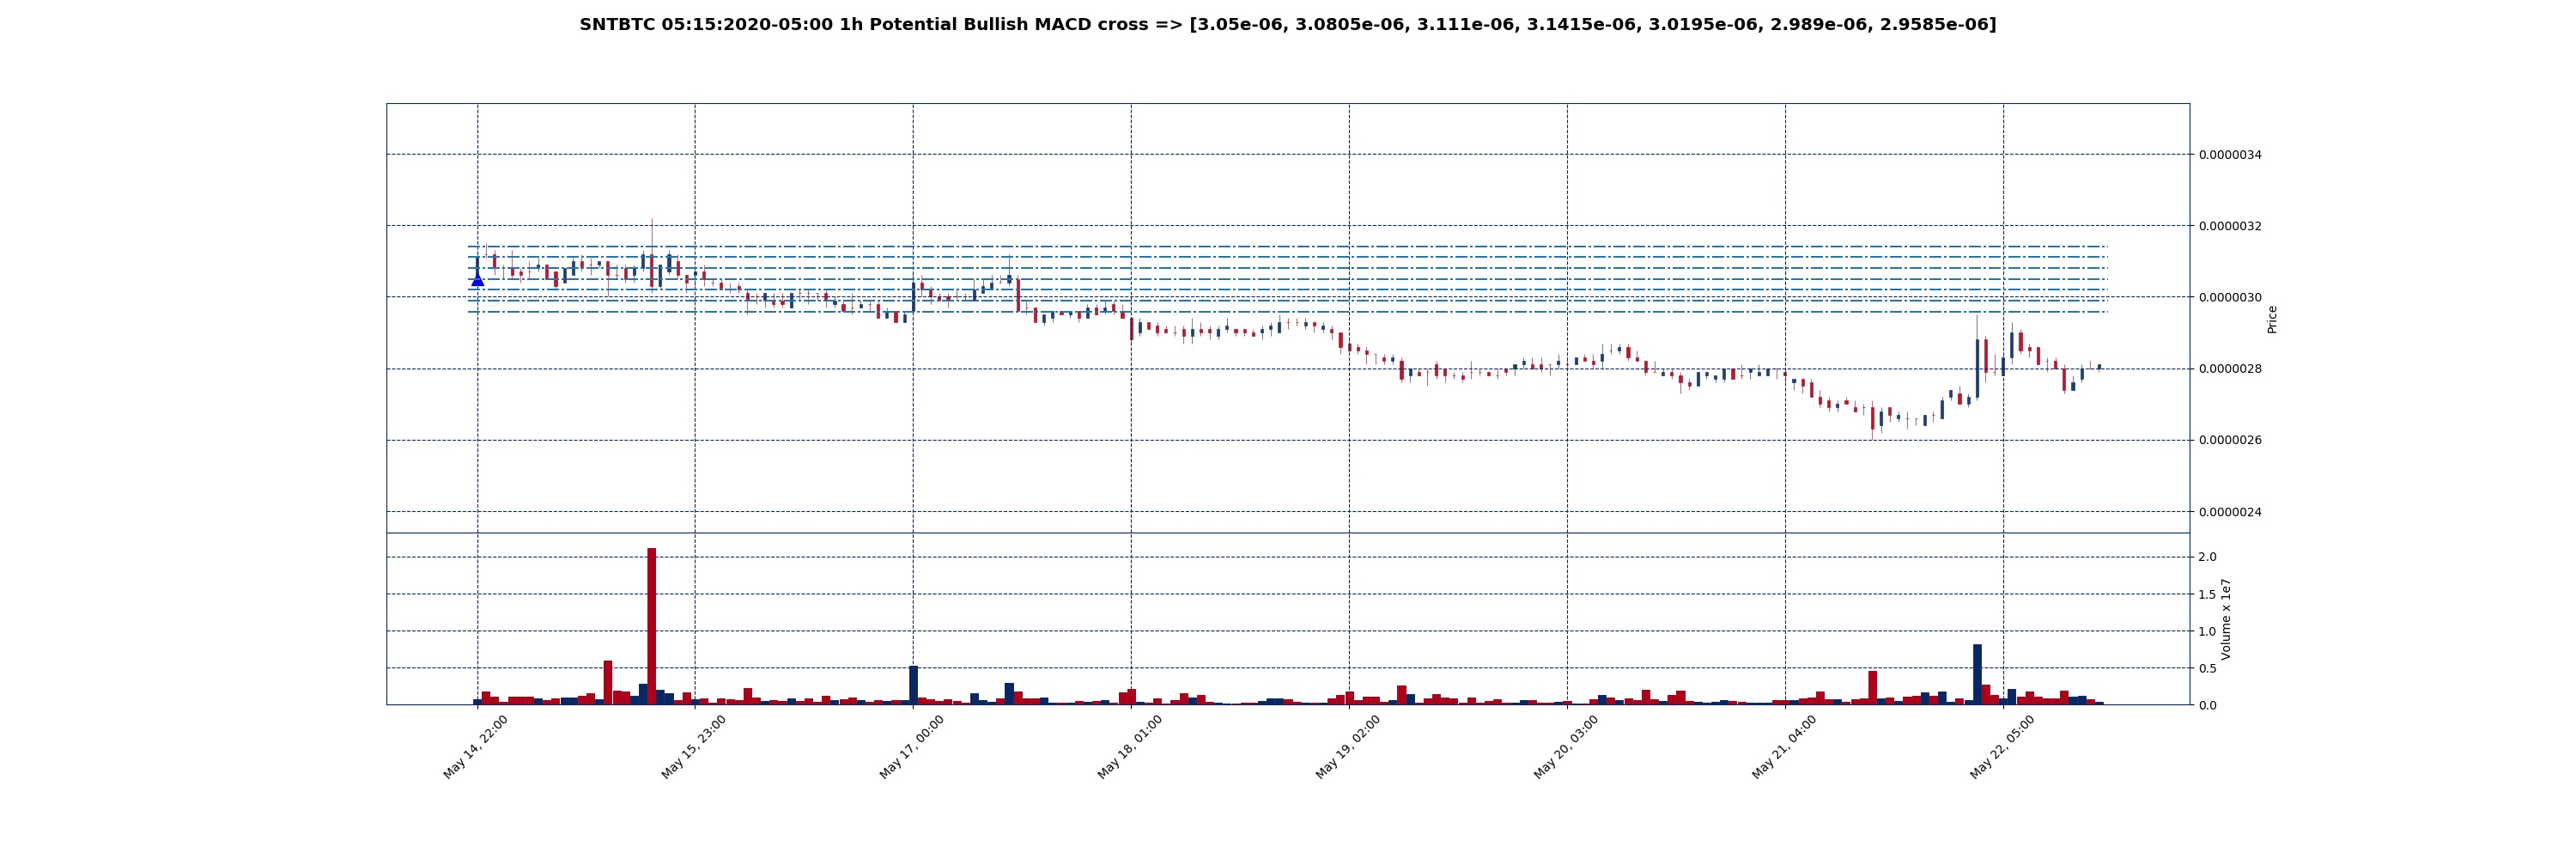 SNTBTC 05:15:2020-05:00 1h Potential Bullish MACD cross => [3.05e-06, 3.0805e-06, 3.111e-06, 3.1415e-06, 3.0195e-06, 2.989e-06, 2.9585e-06]
0.0000034
0.0000032
0.0000030
0.0000028
0.0000026
0.0000024
Price
2.0
1.5
1.0
0.5
0.0
Volume x 1e7
May 14, 22:00
May 15, 23:00
May 17, 00:00
May 18, 01:00
May 19, 02:00
May 20, 03:00
May 21, 04:00
May 22, 05:00